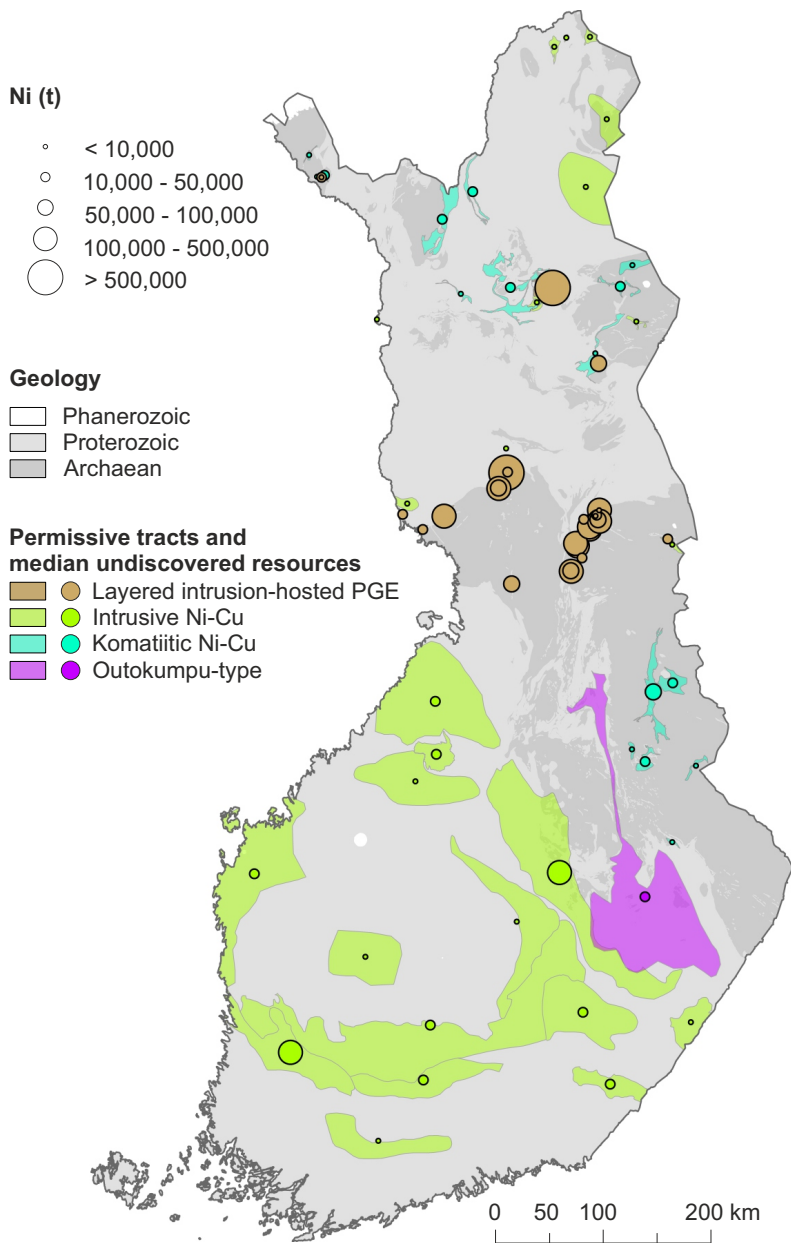 Ni (t)
< 10,000
10,000 - 50,000
50,000 - 100,000
100,000 - 500,000
> 500,000
Geology
Phanerozoic
Proterozoic
Archaean
Permissive tracts and
median undiscovered resources
Layered intrusion-hosted PGE
Intrusive Ni-Cu
Komatiitic Ni-Cu
Outokumpu-type
0 50 100 200 km